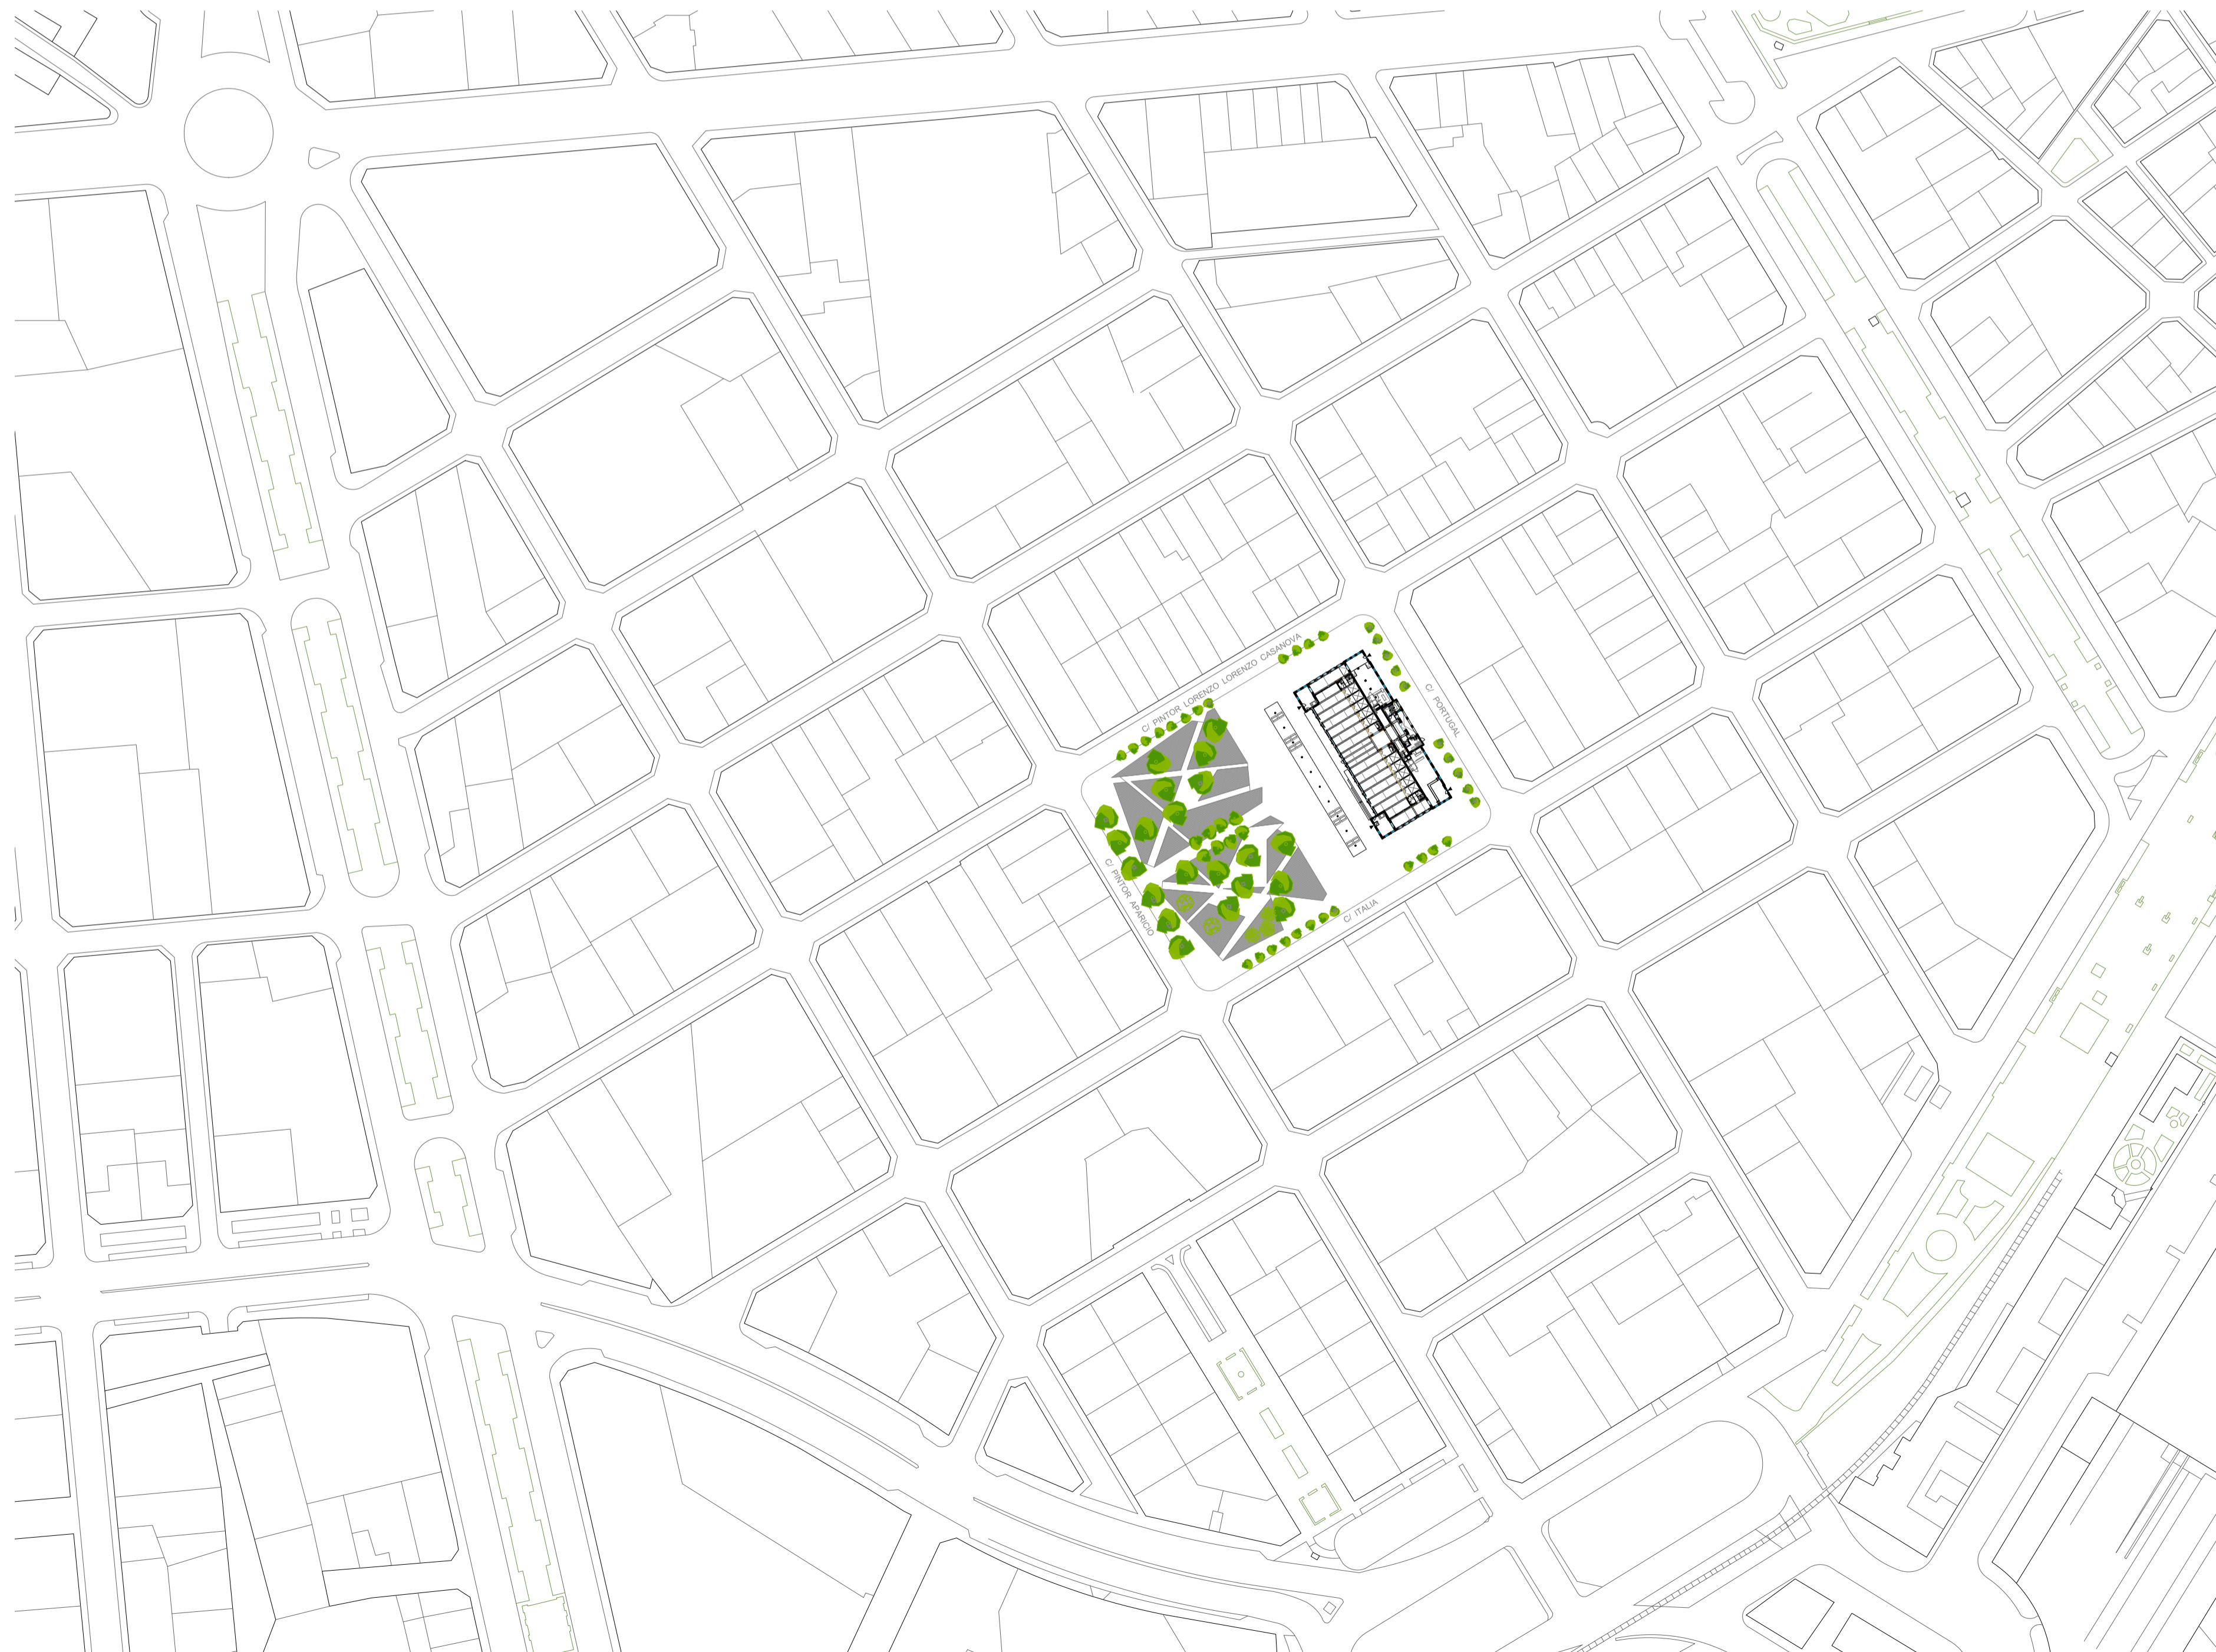 C/ PINTOR LORENZO LORENZO CASANOVA
C/ PORTUGAL
C/ PINTOR APARICIO
C/ ITALIA